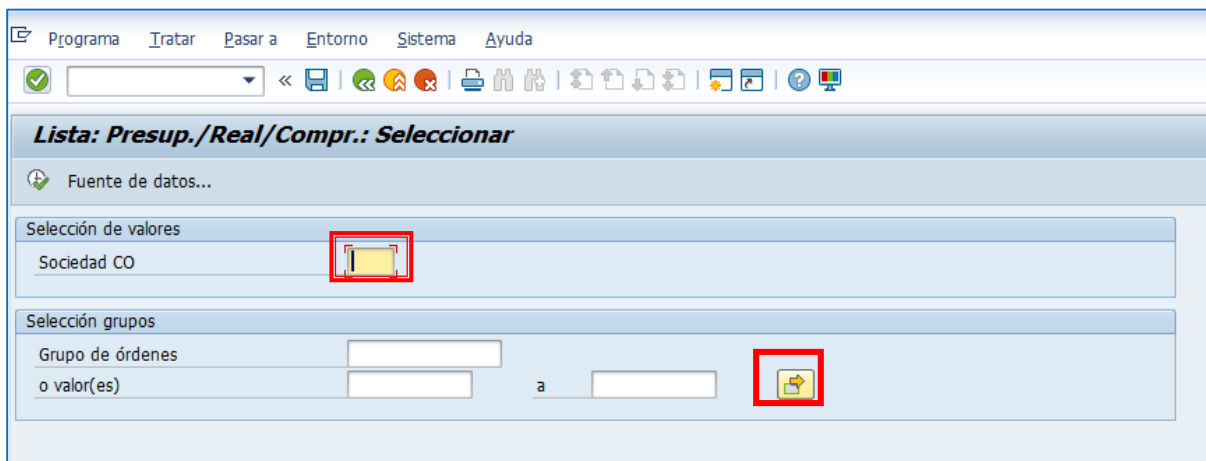 Programa Tratar Pasar a Entorno Sistema Ayuda
Lista: Presup./Real/Compr.: Seleccionar
Fuente de datos...
Selección de valores
Sociedad CO
Selección grupos
Grupo de órdenes
o valor(es) a